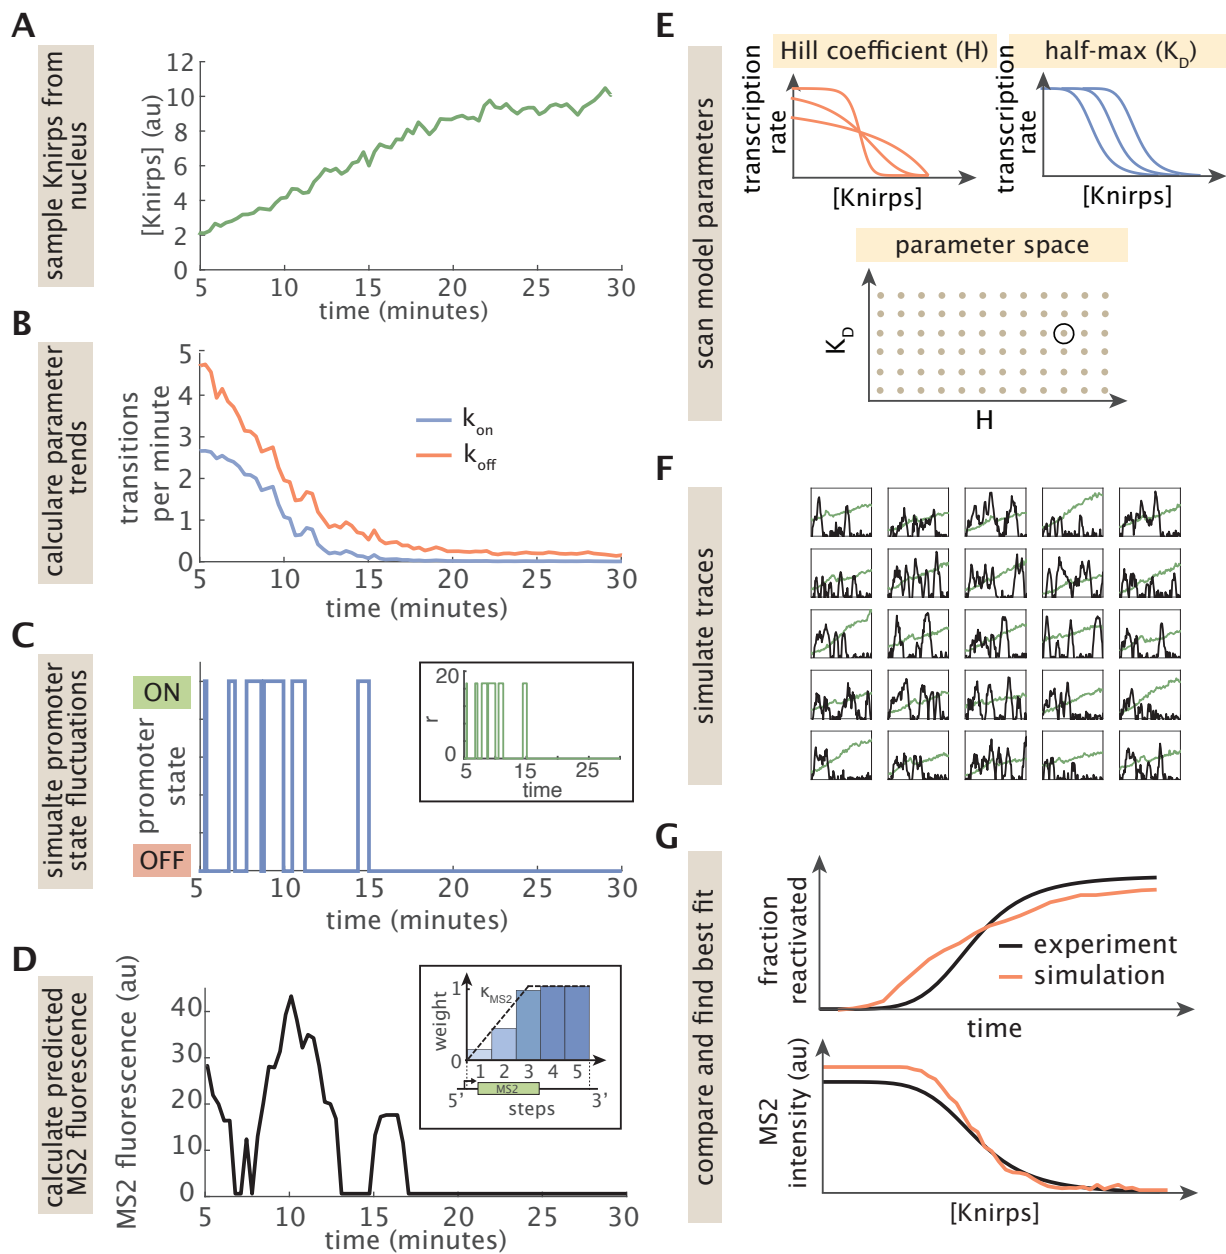 A
sample Knirps from
nucleus
[Knirps] (au)
12
10
8
6
4
2
0
5
10
15
20
25
30
time (minutes)
B
calculare parameter
trends
transitions
per minute
5
4
3
2
1
0
k_on
k_off
5
10
15
20
25
30
time (minutes)
C
simualte promoter
state fluctuations
promoter
state
ON
OFF
5
10
15
20
25
30
time (minutes)
20
r
0
5
15
25
time
D
calculate predicted
MS2 fluorescence
MS2 fluorescence (au)
40
30
20
10
0
5
10
15
20
25
30
time (minutes)
weight
1
0
κ_MS2
1 2 3 4 5
MS2
5’
3’
steps
E
scan model parameters
Hill coefficient (H)
transcription
rate
[Knirps]
half-max (K_D)
transcription
rate
[Knirps]
parameter space
K_D
H
F
simulate traces
G
compare and find best fit
fraction
reactivated
experiment
simulation
time
MS2
intensity (au)
[Knirps]